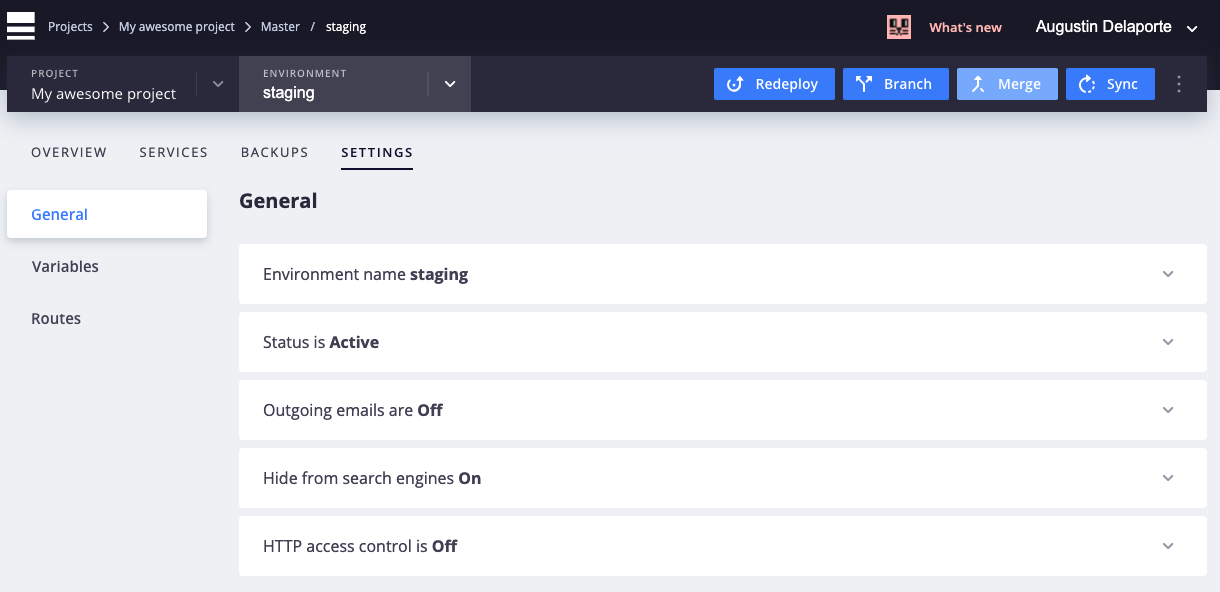 Projects > My awesome project > Master / staging
What's new
Augustin Delaporte
PROJECT
My awesome project
ENVIRONMENT
staging
Redeploy
Branch
Merge
Sync
OVERVIEW
SERVICES
BACKUPS
SETTINGS
General
Variables
Routes
General
Environment name staging
Status is Active
Outgoing emails are Off
Hide from search engines On
HTTP access control is Off